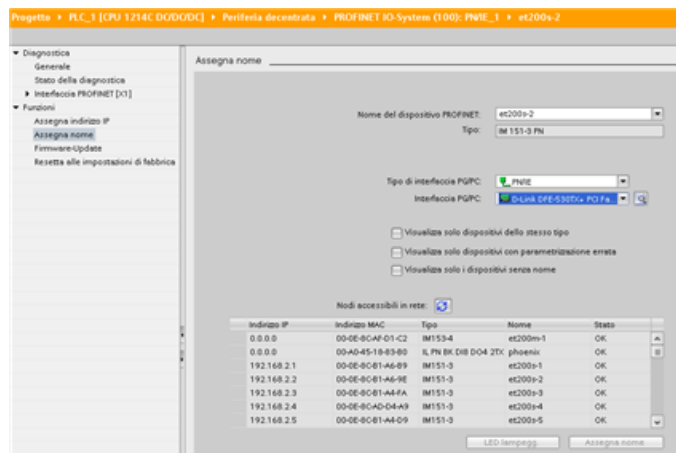 Progetto ▸ PLC_1 [CPU 1214C DC/DC/DC] ▸ Periferia decentrata ▸ PROFINET IO-System (100): PN/IE_1 ▸ et200s-2
Diagnostica
Generale
Stato della diagnostica
Interfaccia PROFINET [X1]
Funzioni
Assegna indirizzo IP
Assegna nome
Firmware-Update
Resetta alle impostazioni di fabbrica
Assegna nome
Nome del dispositivo PROFINET: et200s-2
Tipo: IM 151-3 PN
Tipo di interfaccia PG/PC: PN/IE
Interfaccia PG/PC: D-Link DFE-530TX+ PCI Fa..
Visualizza solo dispositivi dello stesso tipo
Visualizza solo dispositivi con parametrizzazione errata
Visualizza solo i dispositivi senza nome
Nodi accessibili in rete:
Indirizzo IP Indirizzo MAC Tipo Nome Stato
0.0.0.0 00-0E-8C-AF-D1-C2 IM153-4 et200m-1 OK
0.0.0.0 00-A0-45-18-83-80 IL PN BK DI8 DO4 2TX phoenix OK
192.168.2.1 00-0E-8C-81-A6-89 IM151-3 et200s-1 OK
192.168.2.2 00-0E-8C-81-A6-9E IM151-3 et200s-2 OK
192.168.2.3 00-0E-8C-81-A4-FA IM151-3 et200s-3 OK
192.168.2.4 00-0E-8C-AD-D4-A9 IM151-3 et200s-4 OK
192.168.2.5 00-0E-8C-81-A4-D9 IM151-3 et200s-5 OK
LED lampegg. Assegna nome